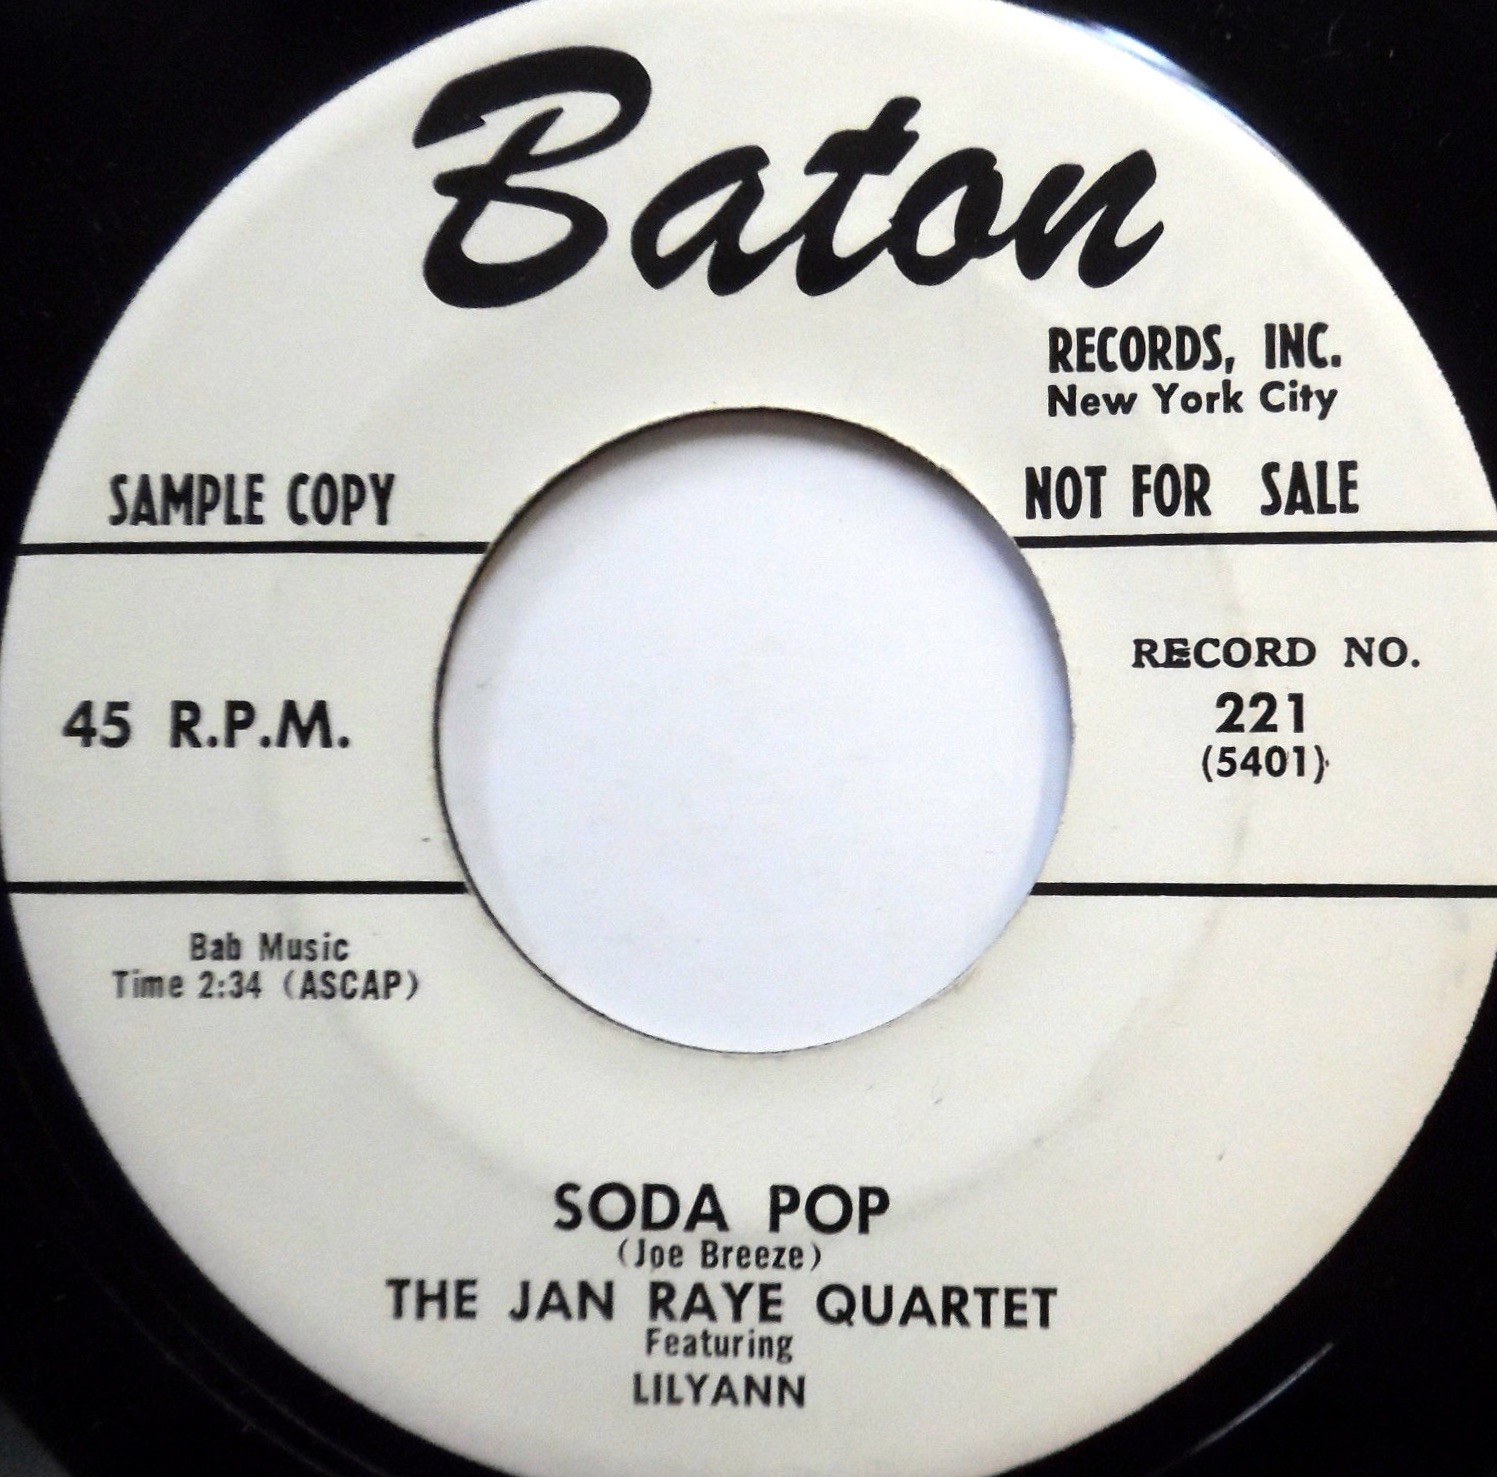 Baton
RECORDS, INC.
New York City
SAMPLE COPY
NOT FOR SALE
45 R.P.M.
RECORD NO.
221
(5401)
Bab Music
Time 2:34 (ASCAP)
SODA POP
(Joe Breeze)
THE JAN RAYE QUARTET
Featuring
LILYANN